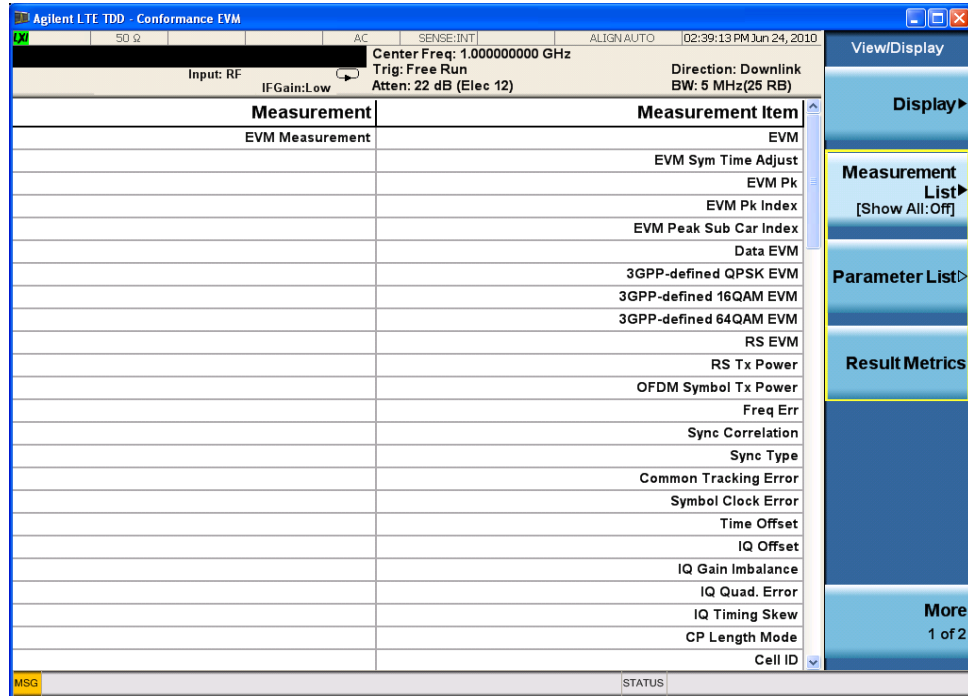 Agilent LTE TDD - Conformance EVM
LXI 50 Ω AC SENSE:INT ALIGN AUTO 02:39:13 PM Jun 24, 2010
Center Freq: 1.000000000 GHz
Input: RF Trig: Free Run Direction: Downlink
IFGain:Low Atten: 22 dB (Elec 12) BW: 5 MHz(25 RB)
Measurement Measurement Item
EVM Measurement EVM
EVM Sym Time Adjust
EVM Pk
EVM Pk Index
EVM Peak Sub Car Index
Data EVM
3GPP-defined QPSK EVM
3GPP-defined 16QAM EVM
3GPP-defined 64QAM EVM
RS EVM
RS Tx Power
OFDM Symbol Tx Power
Freq Err
Sync Correlation
Sync Type
Common Tracking Error
Symbol Clock Error
Time Offset
IQ Offset
IQ Gain Imbalance
IQ Quad. Error
IQ Timing Skew
CP Length Mode
Cell ID
View/Display
Display
Measurement
List
[Show All:Off]
Parameter List
Result Metrics
More
1 of 2
MSG STATUS